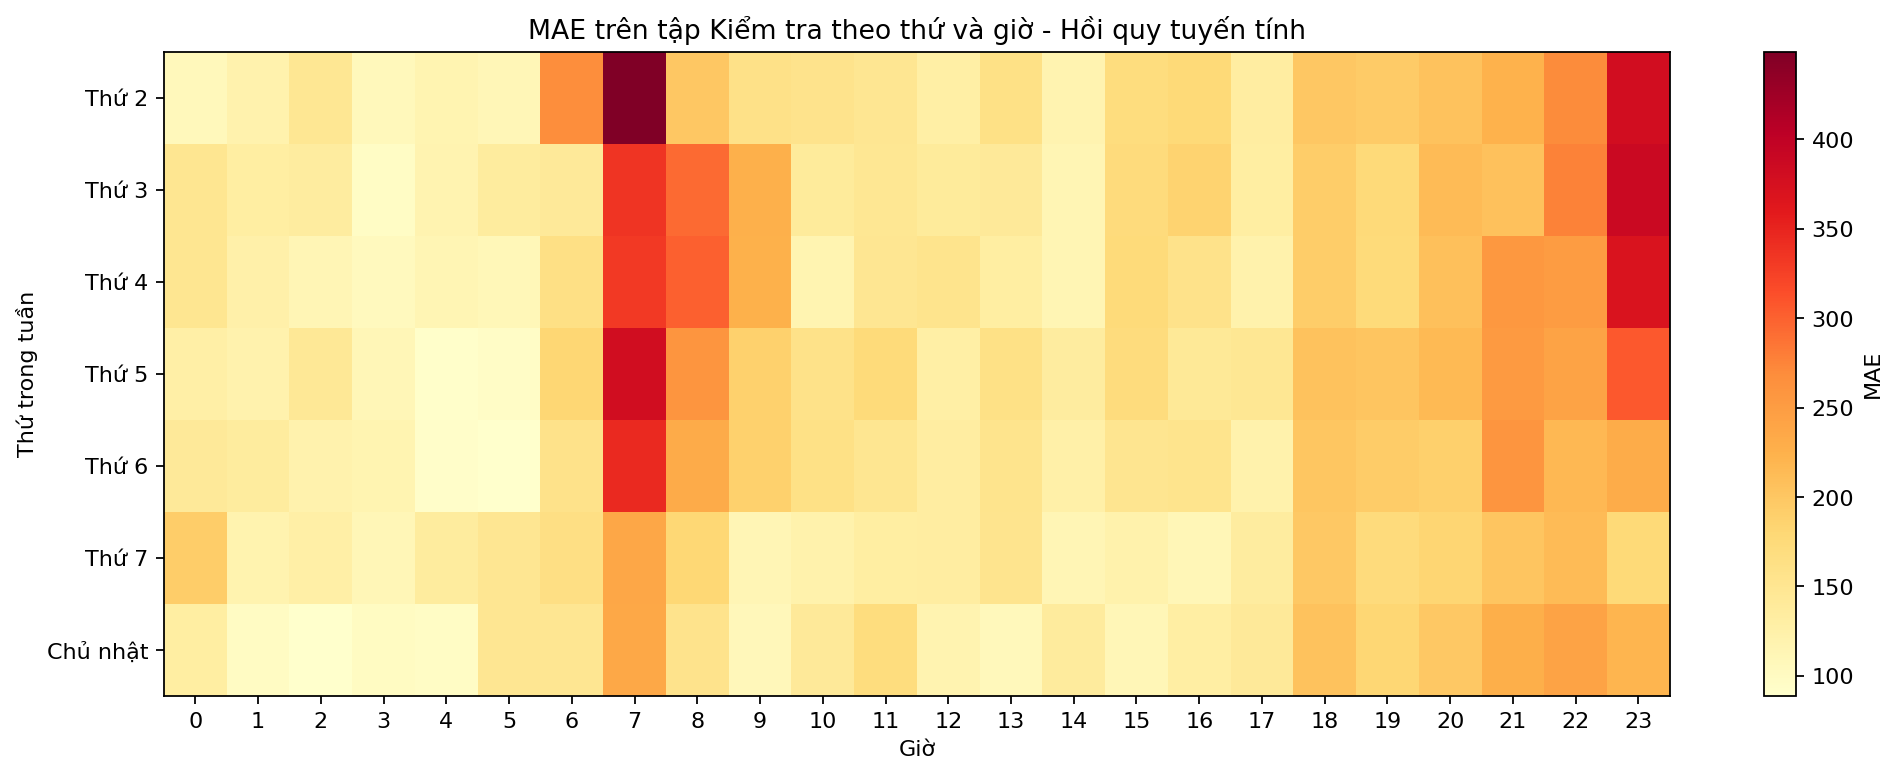 MAE trên tập Kiểm tra theo thứ và giờ - Hồi quy tuyến tính
Thứ trong tuần
Thứ 2
Thứ 3
Thứ 4
Thứ 5
Thứ 6
Thứ 7
Chủ nhật
0 1 2 3 4 5 6 7 8 9 10 11 12 13 14 15 16 17 18 19 20 21 22 23
Giờ
400
350
300
250
200
150
100
MAE